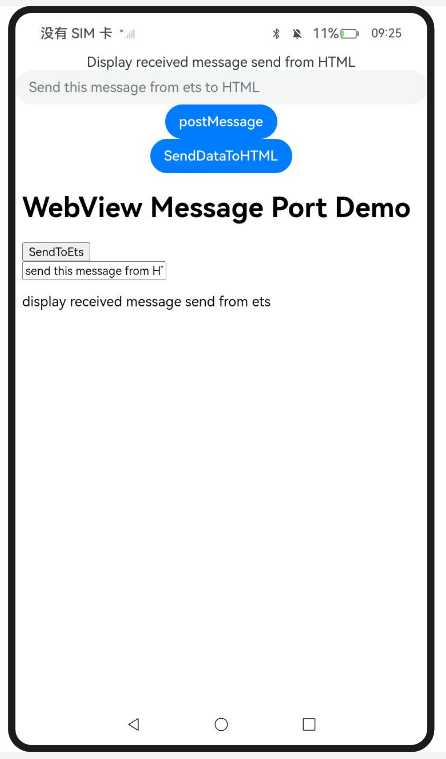 没有 SIM 卡 11% 09:25
Display received message send from HTML
Send this message from ets to HTML
postMessage
SendDataToHTML
WebView Message Port Demo
SendToEts
send this message from H
display received message send from ets